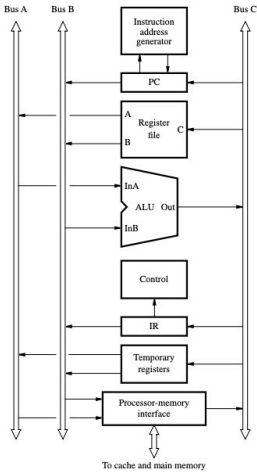 Bus A
Bus B
Bus C
Instruction
address
generator
PC
A
Register
file
C
B
InA
ALU
Out
InB
Control
IR
Temporary
registers
Processor-memory
interface
To cache and main memory